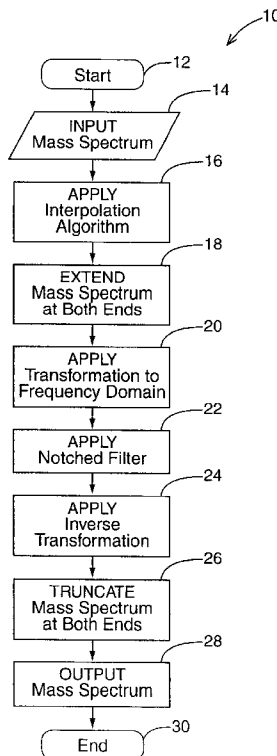 10
Start
12
INPUT
Mass Spectrum
14
APPLY
Interpolation
Algorithm
16
EXTEND
Mass Spectrum
at Both Ends
18
APPLY
Transformation to
Frequency Domain
20
APPLY
Notched Filter
22
APPLY
Inverse
Transformation
24
TRUNCATE
Mass Spectrum
at Both Ends
26
OUTPUT
Mass Spectrum
28
End
30